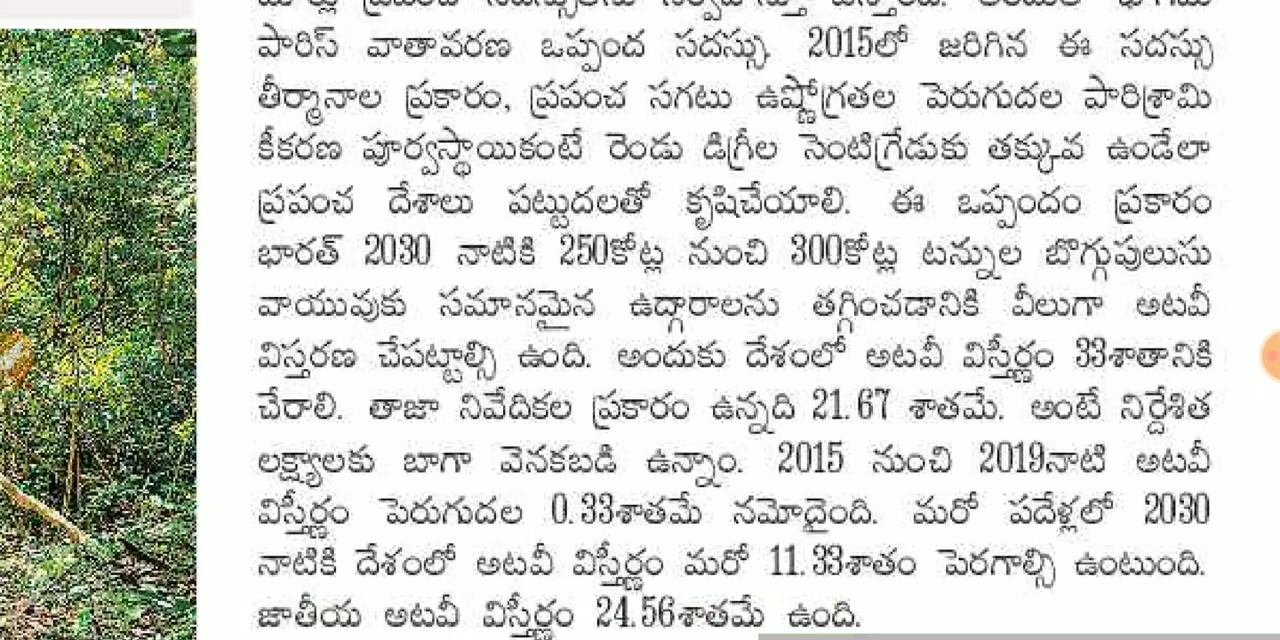 పారిస్ వాతావరణ ఒప్పంద సదస్సు. 2015లో జరిగిన ఈ సదస్సు
తీర్మానాల ప్రకారం, ప్రపంచ సగటు ఉష్ణోగ్రతల పెరుగుదల పారిశ్రామి
కీకరణ పూర్వస్థాయికంటే రెండు డిగ్రీల సెంటిగ్రేడుకు తక్కువ ఉండేలా
ప్రపంచ దేశాలు పట్టుదలతో కృషిచేయాలి. ఈ ఒప్పందం ప్రకారం
భారత్ 2030 నాటికి 250కోట్ల నుంచి 300కోట్ల టన్నుల బొగ్గుపులుసు
వాయువుకు సమానమైన ఉద్గారాలను తగ్గించడానికి వీలుగా అటవీ
విస్తరణ చేపట్టాల్సి ఉంది. అందుకు దేశంలో అటవీ విస్తీర్ణం 33శాతానికి
చేరాలి. తాజా నివేదికల ప్రకారం ఉన్నది 21.67 శాతమే. అంటే నిర్దేశిత
లక్ష్యాలకు బాగా వెనకబడి ఉన్నాం. 2015 నుంచి 2019నాటి అటవీ
విస్తీర్ణం పెరుగుదల 0.33శాతమే నమోదైంది. మరో పదేళ్లలో 2030
నాటికి దేశంలో అటవీ విస్తీర్ణం మరో 11.33శాతం పెరగాల్సి ఉంటుంది.
జాతీయ అటవీ విస్తీర్ణం 24.56శాతమే ఉంది.